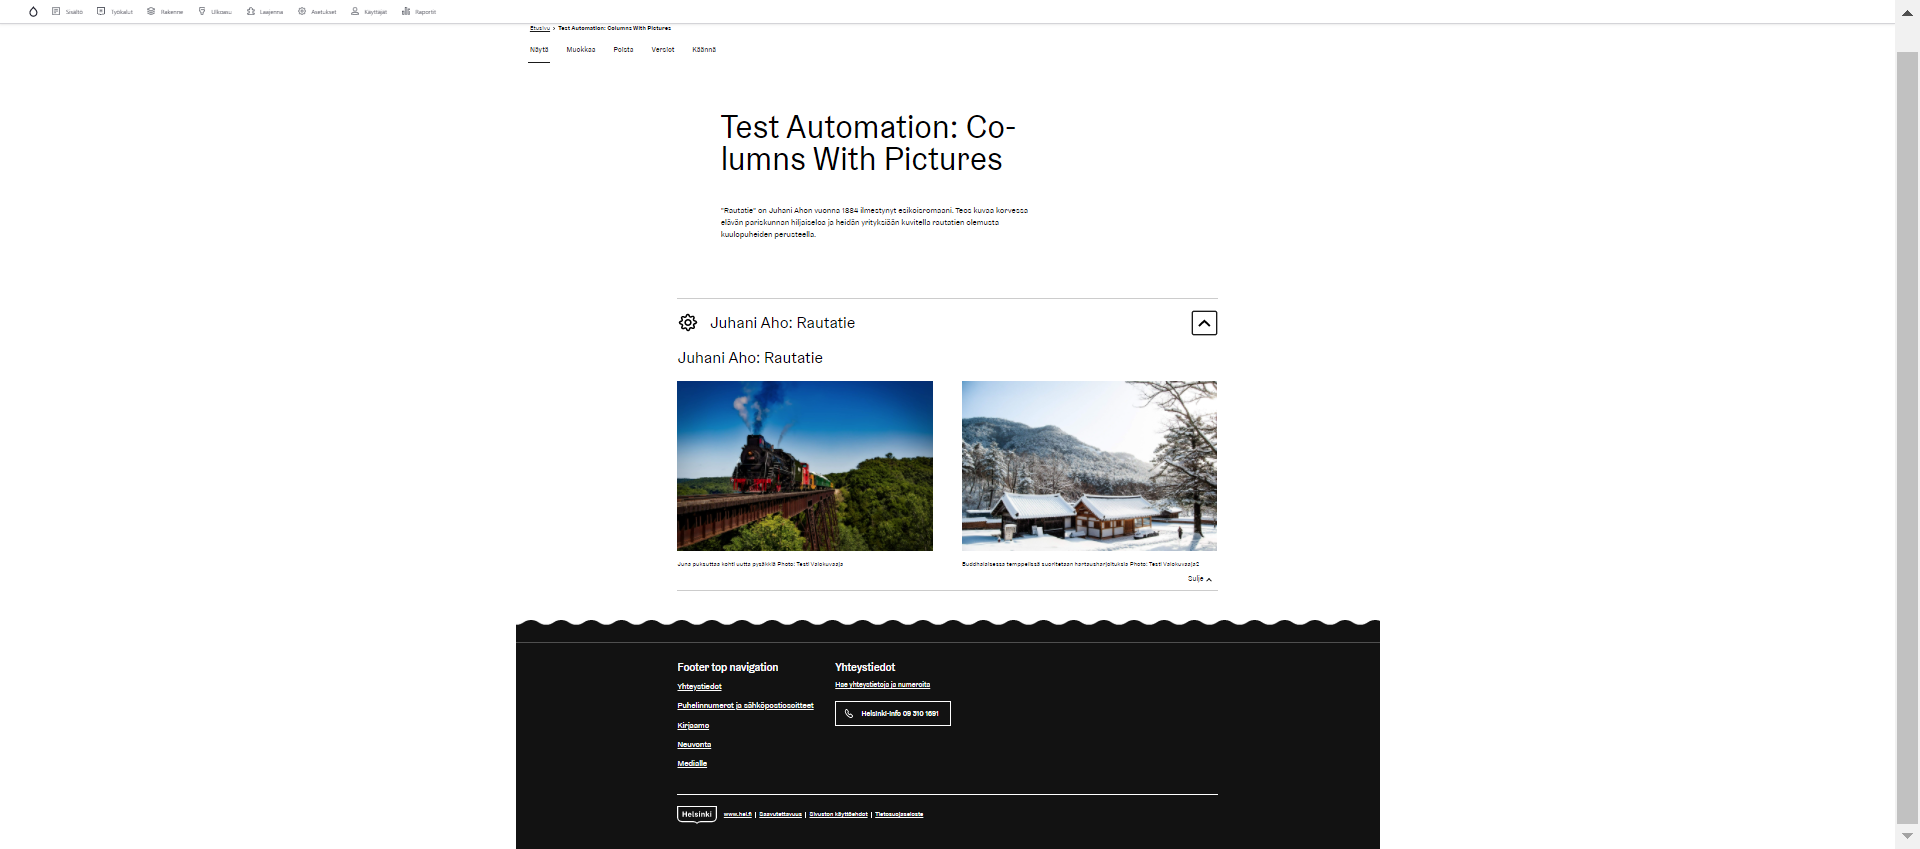 Sisältö Työkalut Rakenne Ulkoasu Laajenna Asetukset Käyttäjät Raportit
Etusivu › Test Automation: Columns With Pictures
Näytä Muokkaa Poista Versiot Käännä
Test Automation: Co-
lumns With Pictures
"Rautatie" on Juhani Ahon vuonna 1884 ilmestynyt esikoisromaani. Teos kuvaa korvessa
elävän pariskunnan hiljaiseloa ja heidän yrityksiään kuvitella rautatien olemusta
kuulopuheiden perusteella.
Juhani Aho: Rautatie
Juhani Aho: Rautatie
Juna puksuttaa kohti uutta pysäkkiä Photo: Testi Valokuvaaja
Buddhalaisessa temppelissä suoritetaan hartausharjoituksia Photo: Testi Valokuvaaja2
Sulje
Footer top navigation
Yhteystiedot
Puhelinnumerot ja sähköpostiosoitteet
Kirjaamo
Neuvonta
Medialle
Yhteystiedot
Hae yhteystietoja ja numeroita
Helsinki-info 09 310 1691
Helsinki www.hel.fi | Saavutettavuus | Sivuston käyttöehdot | Tietosuojaseloste